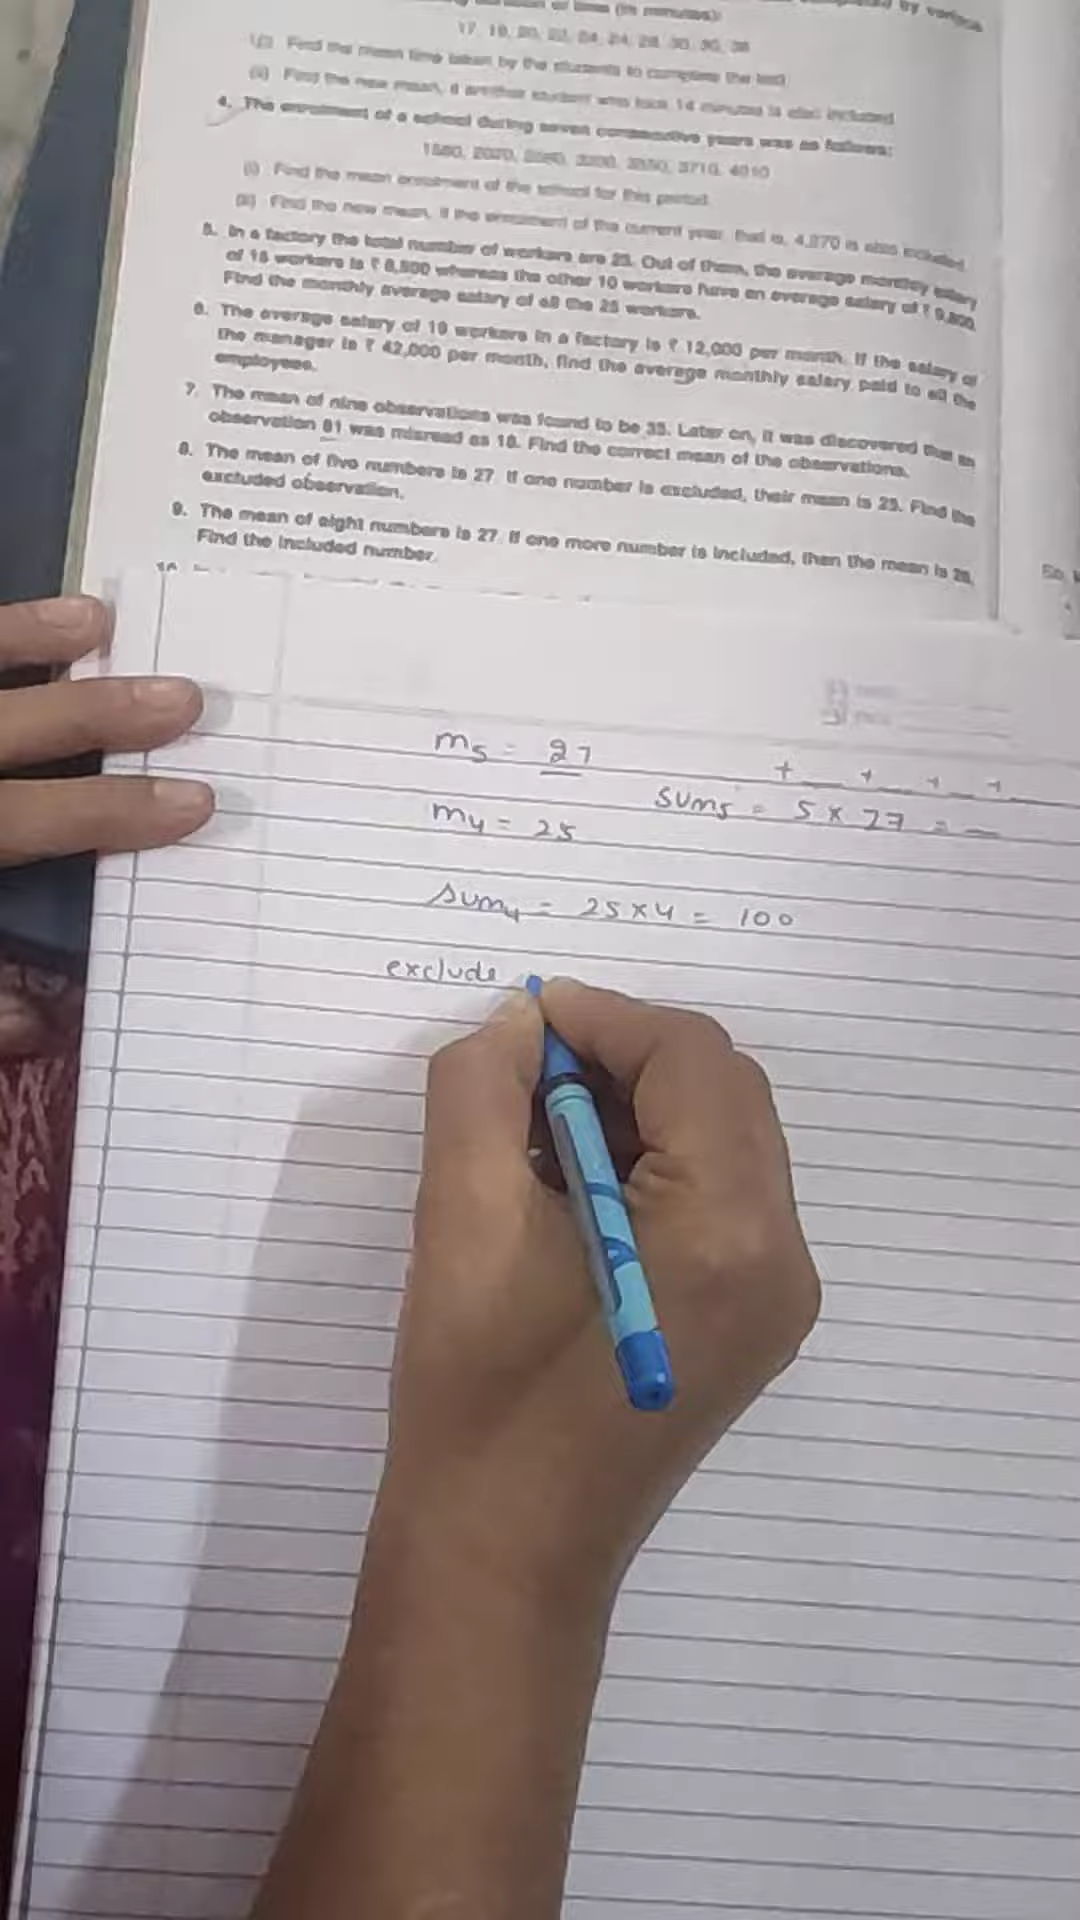 17, 19, 20, 22, 24, 24, 28, 30, 30, 36
(i) Find the mean time taken by the students to complete the test.
(ii) Find the new mean, if another student who took 14 minutes is also included.
4. The enrolment of a school during seven consecutive years was as follows:
3710, 4010
(i) Find the mean enrolment of the school for this period.
(ii) Find the new mean, if the enrolment of the current year, that is, 4,270 is also included.
5. In a factory the total number of workers are 25. Out of them, the average monthly salary
of 15 workers is ₹ 8,500 whereas the other 10 workers have an average salary of ₹ 9,800.
Find the monthly average salary of all the 25 workers.
6. The average salary of 19 workers in a factory is ₹ 12,000 per month. If the salary of
the manager is ₹ 42,000 per month, find the average monthly salary paid to all the
employees.
7. The mean of nine observations was found to be 35. Later on, it was discovered that an
observation 81 was misread as 18. Find the correct mean of the observations.
8. The mean of five numbers is 27. If one number is excluded, their mean is 25. Find the
excluded observation.
9. The mean of eight numbers is 27. If one more number is included, then the mean is 28.
Find the included number.
m5 = 27
+ + + +
sum5 = 5 x 27 = —
m4 = 25
sum4 = 25 x 4 = 100
exclude